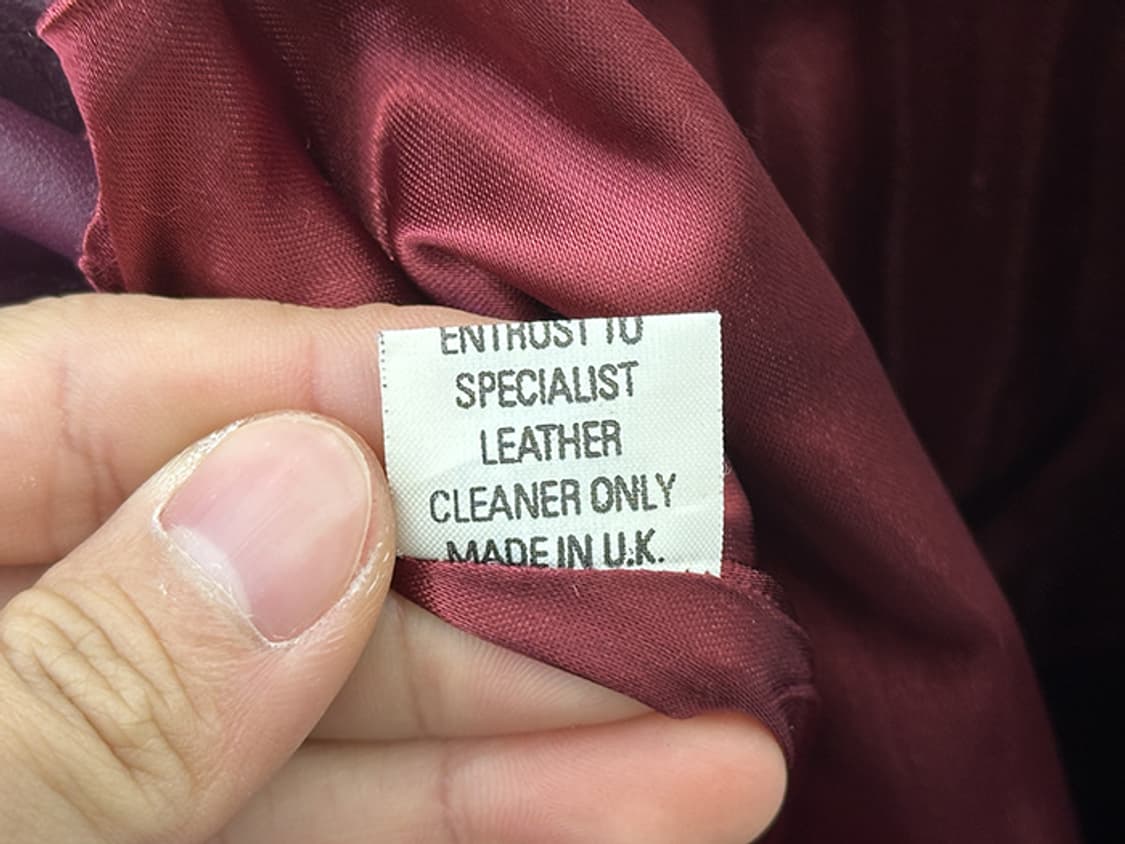 ENTRUST TO
SPECIALIST
LEATHER
CLEANER ONLY
MADE IN U.K.